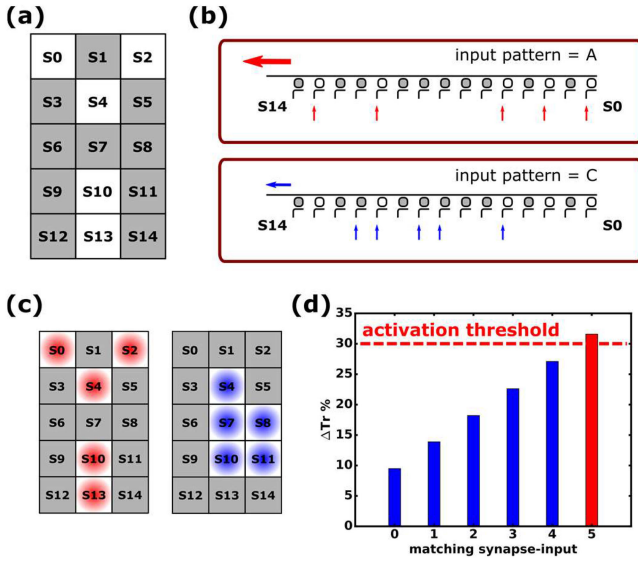 (a)
S0 S1 S2
S3 S4 S5
S6 S7 S8
S9 S10 S11
S12 S13 S14
(b)
input pattern = A
S14 S0
input pattern = C
S14 S0
(c)
S0 S1 S2
S3 S4 S5
S6 S7 S8
S9 S10 S11
S12 S13 S14
S0 S1 S2
S3 S4 S5
S6 S7 S8
S9 S10 S11
S12 S13 S14
(d)
35
activation threshold
30
25
20
15
10
5
0
ΔTr %
0 1 2 3 4 5
matching synapse-input